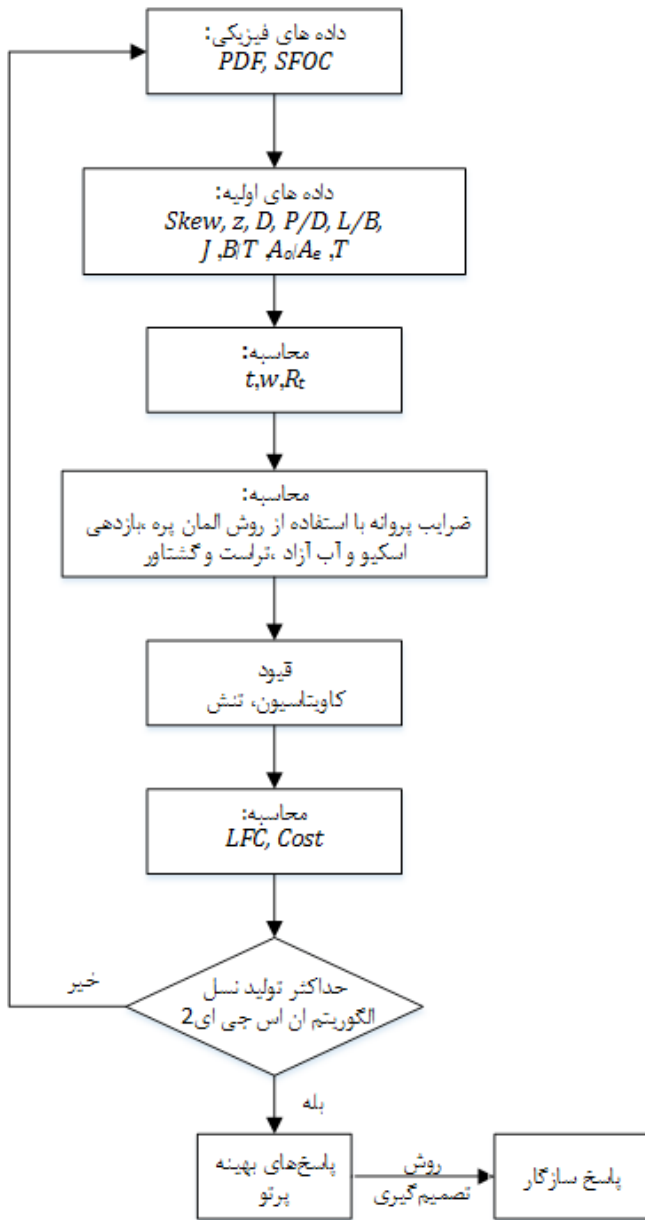 داده های فیزیکی:
PDF, SFOC
داده های اولیه:
Skew, z, D, P/D, L/B,
J ,B/T ,Ao/Ae ,T
محاسبه:
t,w,Rt
محاسبه:
ضرایب پروانه با استفاده از روش المان پره ،بازدهی
اسکیو و آب آزاد ،تراست و گشتاور
قیود
کاویتاسیون، تنش
محاسبه:
LFC, Cost
حداکثر تولید نسل
الگوریتم ان اس جی ای2
خیر
بله
پاسخ‌های بهینه
پرتو
روش
تصمیم‌گیری
پاسخ سازگار